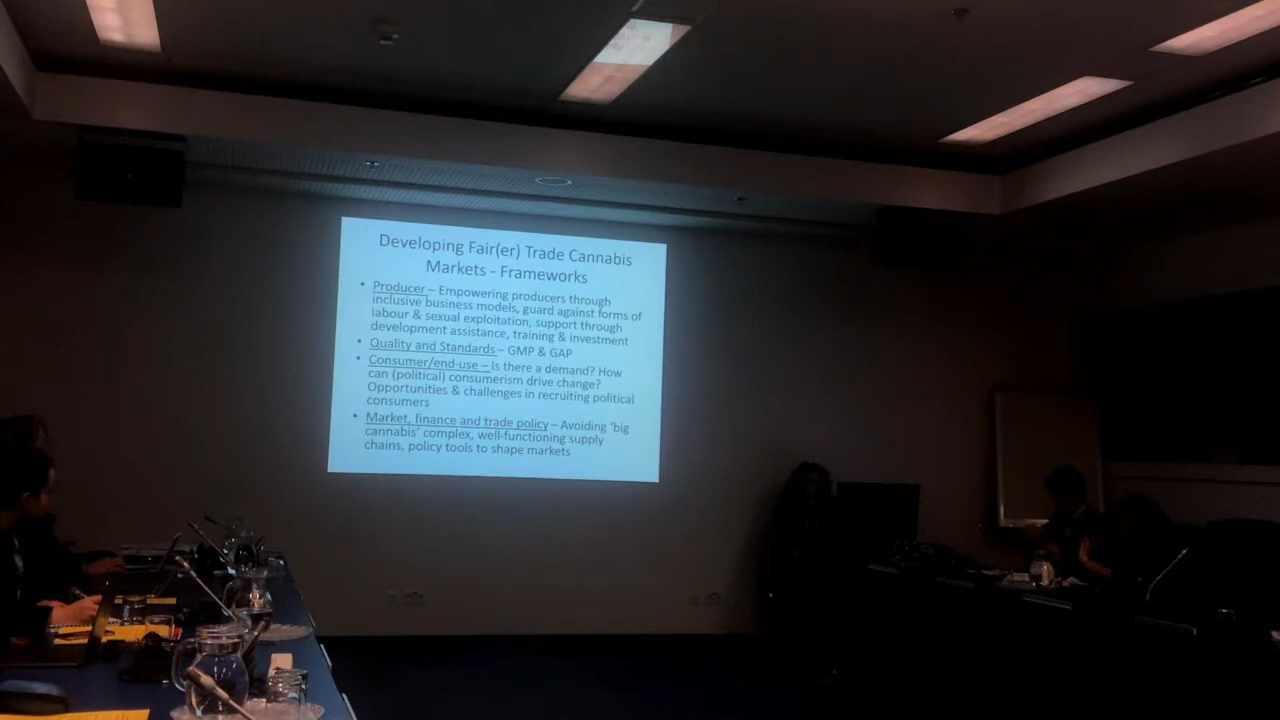 Developing Fair(er) Trade Cannabis
Markets - Frameworks
• Producer – Empowering producers through
inclusive business models, guard against forms of
labour & sexual exploitation, support through
development assistance, training & investment
• Quality and Standards – GMP & GAP
• Consumer/end-use – Is there a demand? How
can (political) consumerism drive change?
Opportunities & challenges in recruiting political
consumers
• Market, finance and trade policy – Avoiding 'big
cannabis' complex, well-functioning supply
chains, policy tools to shape markets